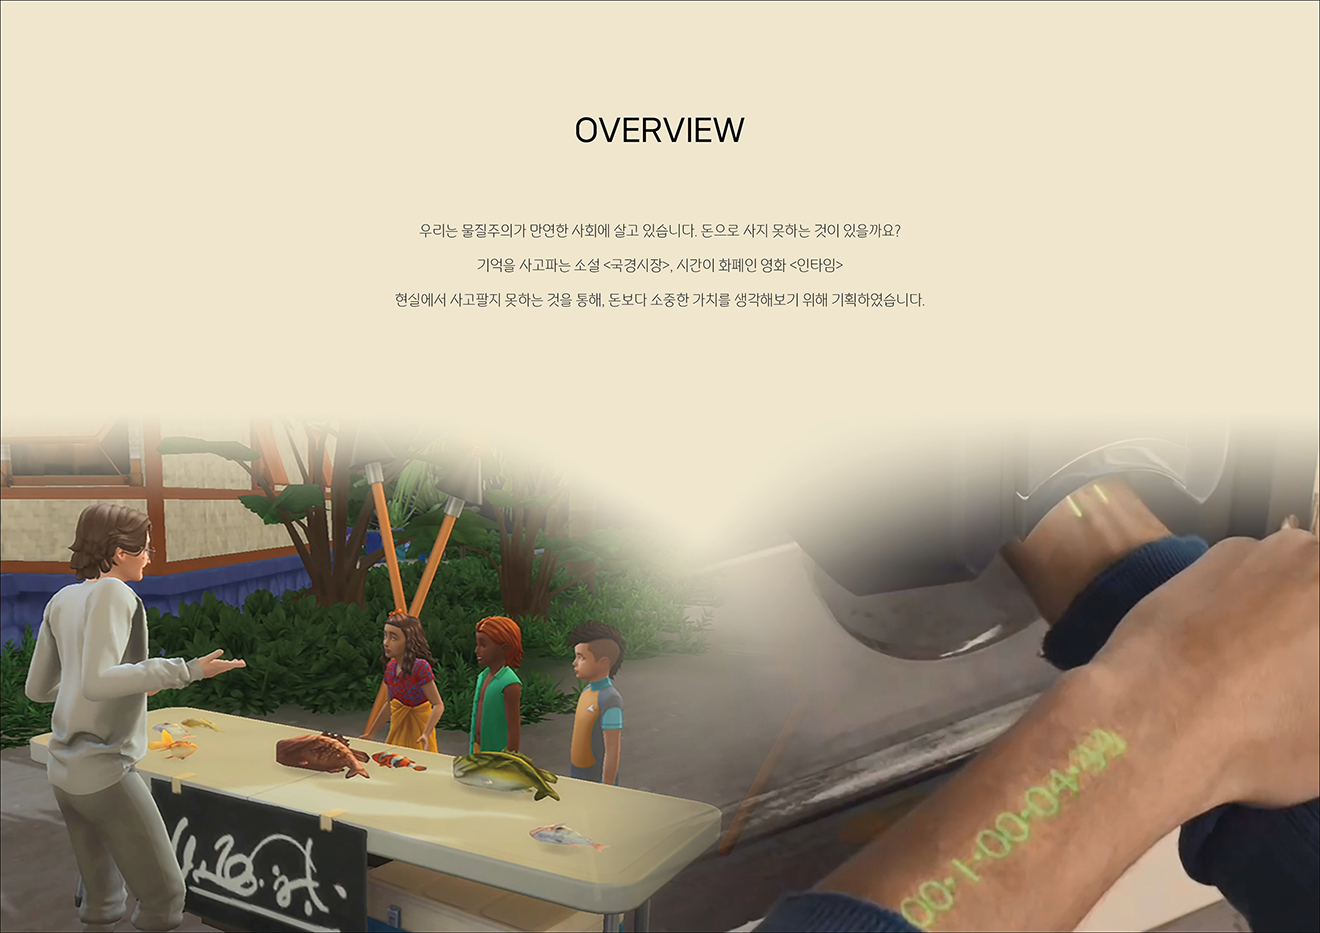 OVERVIEW
우리는 물질주의가 만연한 사회에 살고 있습니다. 돈으로 사지 못하는 것이 있을까요?
기억을 사고파는 소설 <국경시장>, 시간이 화폐인 영화 <인타임>
현실에서 사고팔지 못하는 것을 통해, 돈보다 소중한 가치를 생각해보기 위해 기획하였습니다.